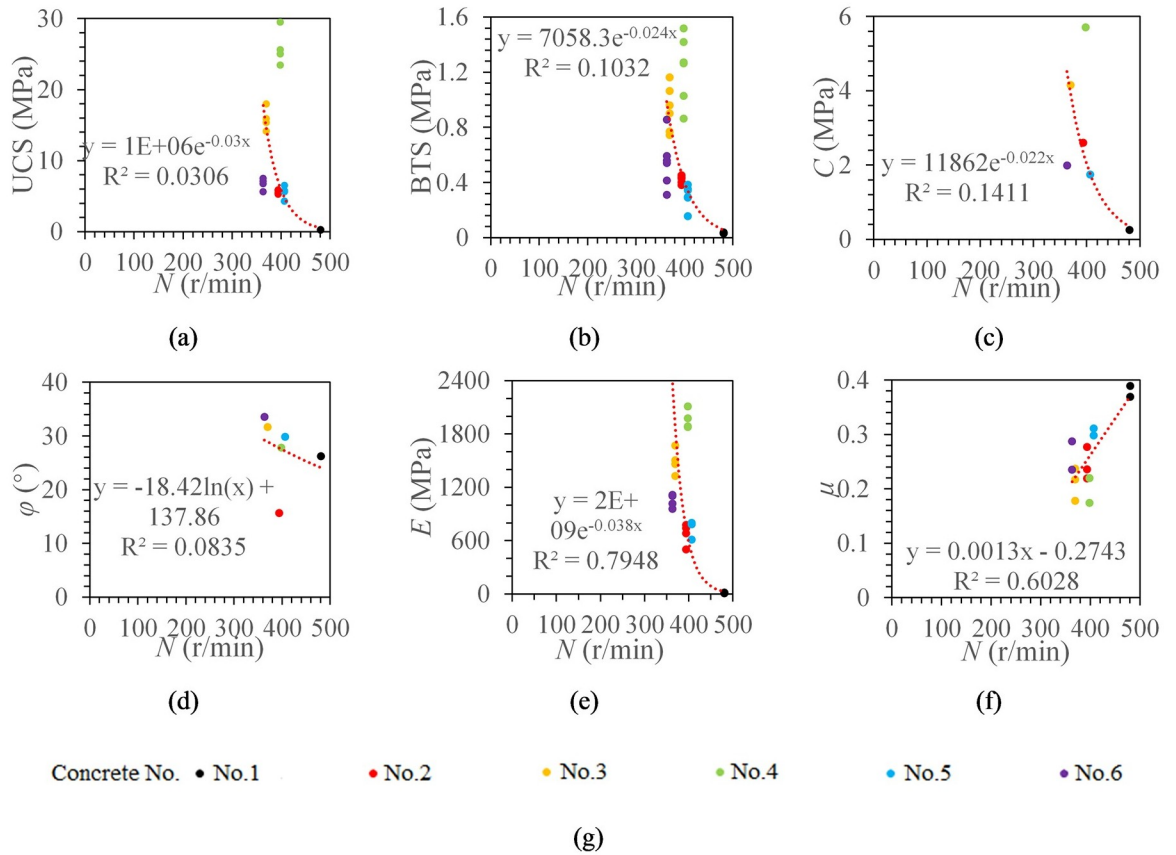 30
20
10
0
UCS (MPa)
y = 1E+06e^-0.03x
R² = 0.0306
0 100 200 300 400 500
N (r/min)
(a)
1.6
1.2
0.8
0.4
0
BTS (MPa)
y = 7058.3e^-0.024x
R² = 0.1032
0 100 200 300 400 500
N (r/min)
(b)
6
4
2
0
C (MPa)
y = 11862e^-0.022x
R² = 0.1411
0 100 200 300 400 500
N (r/min)
(c)
40
30
20
10
0
φ (°)
y = -18.42ln(x) +
137.86
R² = 0.0835
0 100 200 300 400 500
N (r/min)
(d)
2400
1800
1200
600
0
E (MPa)
y = 2E+
09e^-0.038x
R² = 0.7948
0 100 200 300 400 500
N (r/min)
(e)
0.4
0.3
0.2
0.1
0
μ
y = 0.0013x - 0.2743
R² = 0.6028
0 100 200 300 400 500
N (r/min)
(f)
Concrete No. No.1 No.2 No.3 No.4 No.5 No.6
(g)